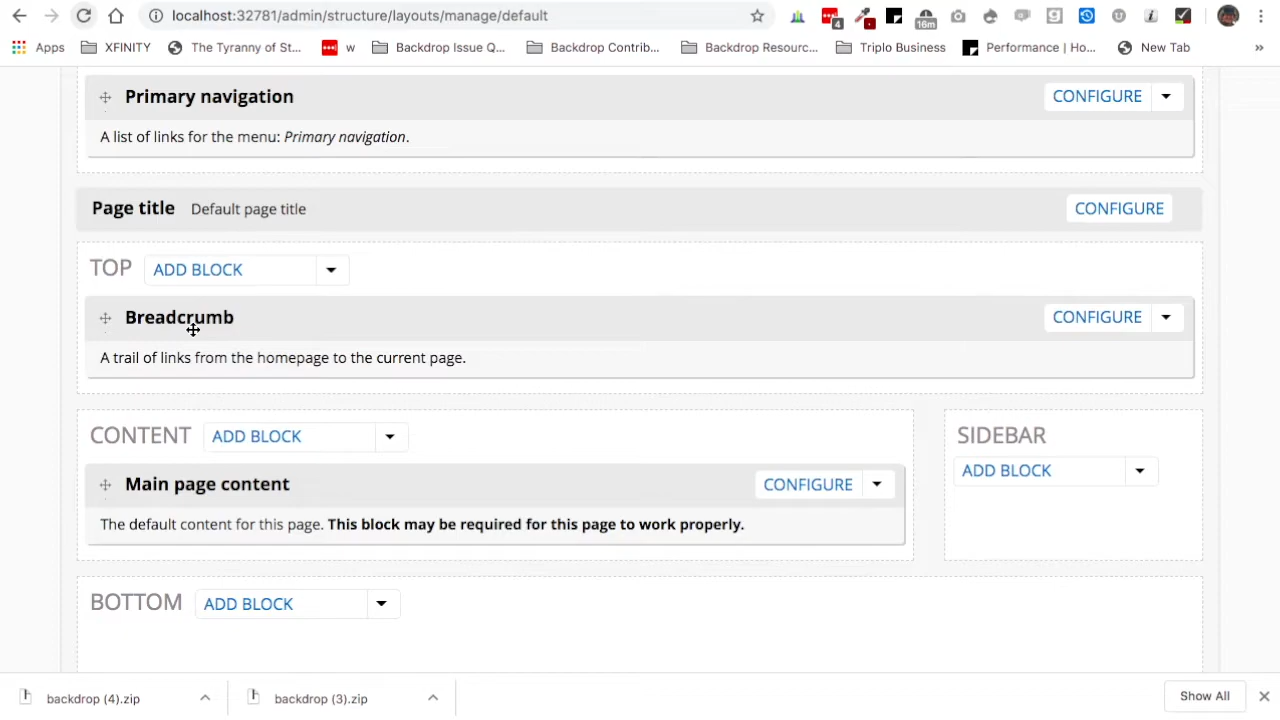 localhost:32781/admin/structure/layouts/manage/default
4
16m
Apps XFINITY The Tyranny of St... w Backdrop Issue Q... Backdrop Contrib... Backdrop Resourc... Triplo Business Performance | Ho... New Tab »
Primary navigation CONFIGURE
A list of links for the menu: Primary navigation.
Page title Default page title CONFIGURE
TOP ADD BLOCK
Breadcrumb CONFIGURE
A trail of links from the homepage to the current page.
CONTENT ADD BLOCK
SIDEBAR
ADD BLOCK
Main page content CONFIGURE
The default content for this page. This block may be required for this page to work properly.
BOTTOM ADD BLOCK
backdrop (4).zip backdrop (3).zip Show All